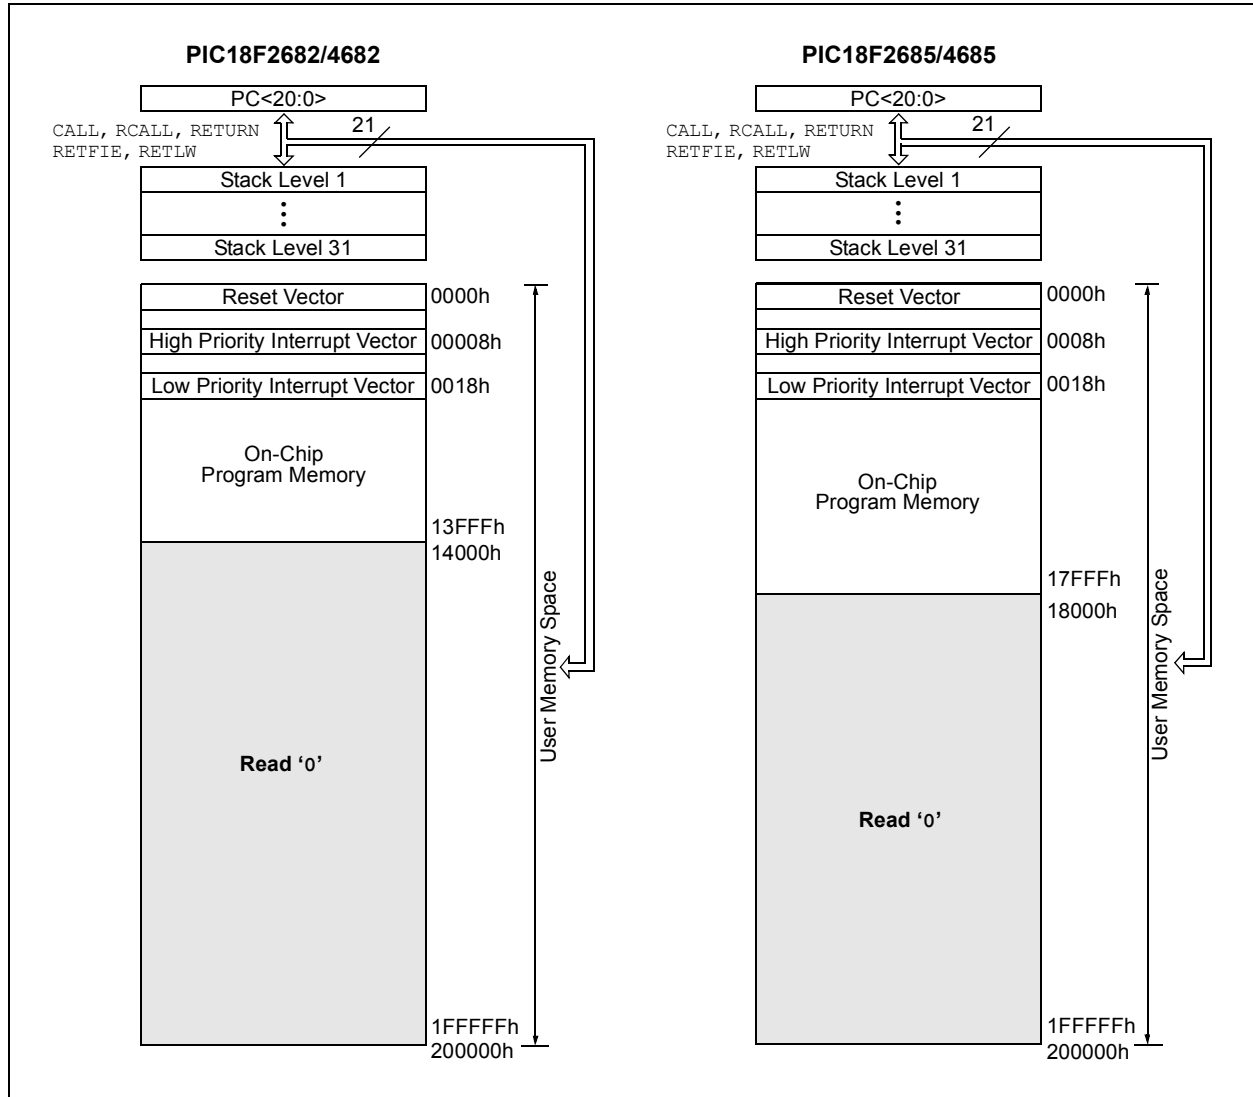 PIC18F2682/4682
PC<20:0>
CALL, RCALL, RETURN
RETFIE, RETLW
21
Stack Level 1
Stack Level 31
Reset Vector
0000h
High Priority Interrupt Vector
00008h
Low Priority Interrupt Vector
0018h
On-Chip
Program Memory
13FFFh
14000h
User Memory Space
Read ‘0’
1FFFFFh
200000h
PIC18F2685/4685
PC<20:0>
CALL, RCALL, RETURN
RETFIE, RETLW
21
Stack Level 1
Stack Level 31
Reset Vector
0000h
High Priority Interrupt Vector
0008h
Low Priority Interrupt Vector
0018h
On-Chip
Program Memory
17FFFh
18000h
User Memory Space
Read ‘0’
1FFFFFh
200000h